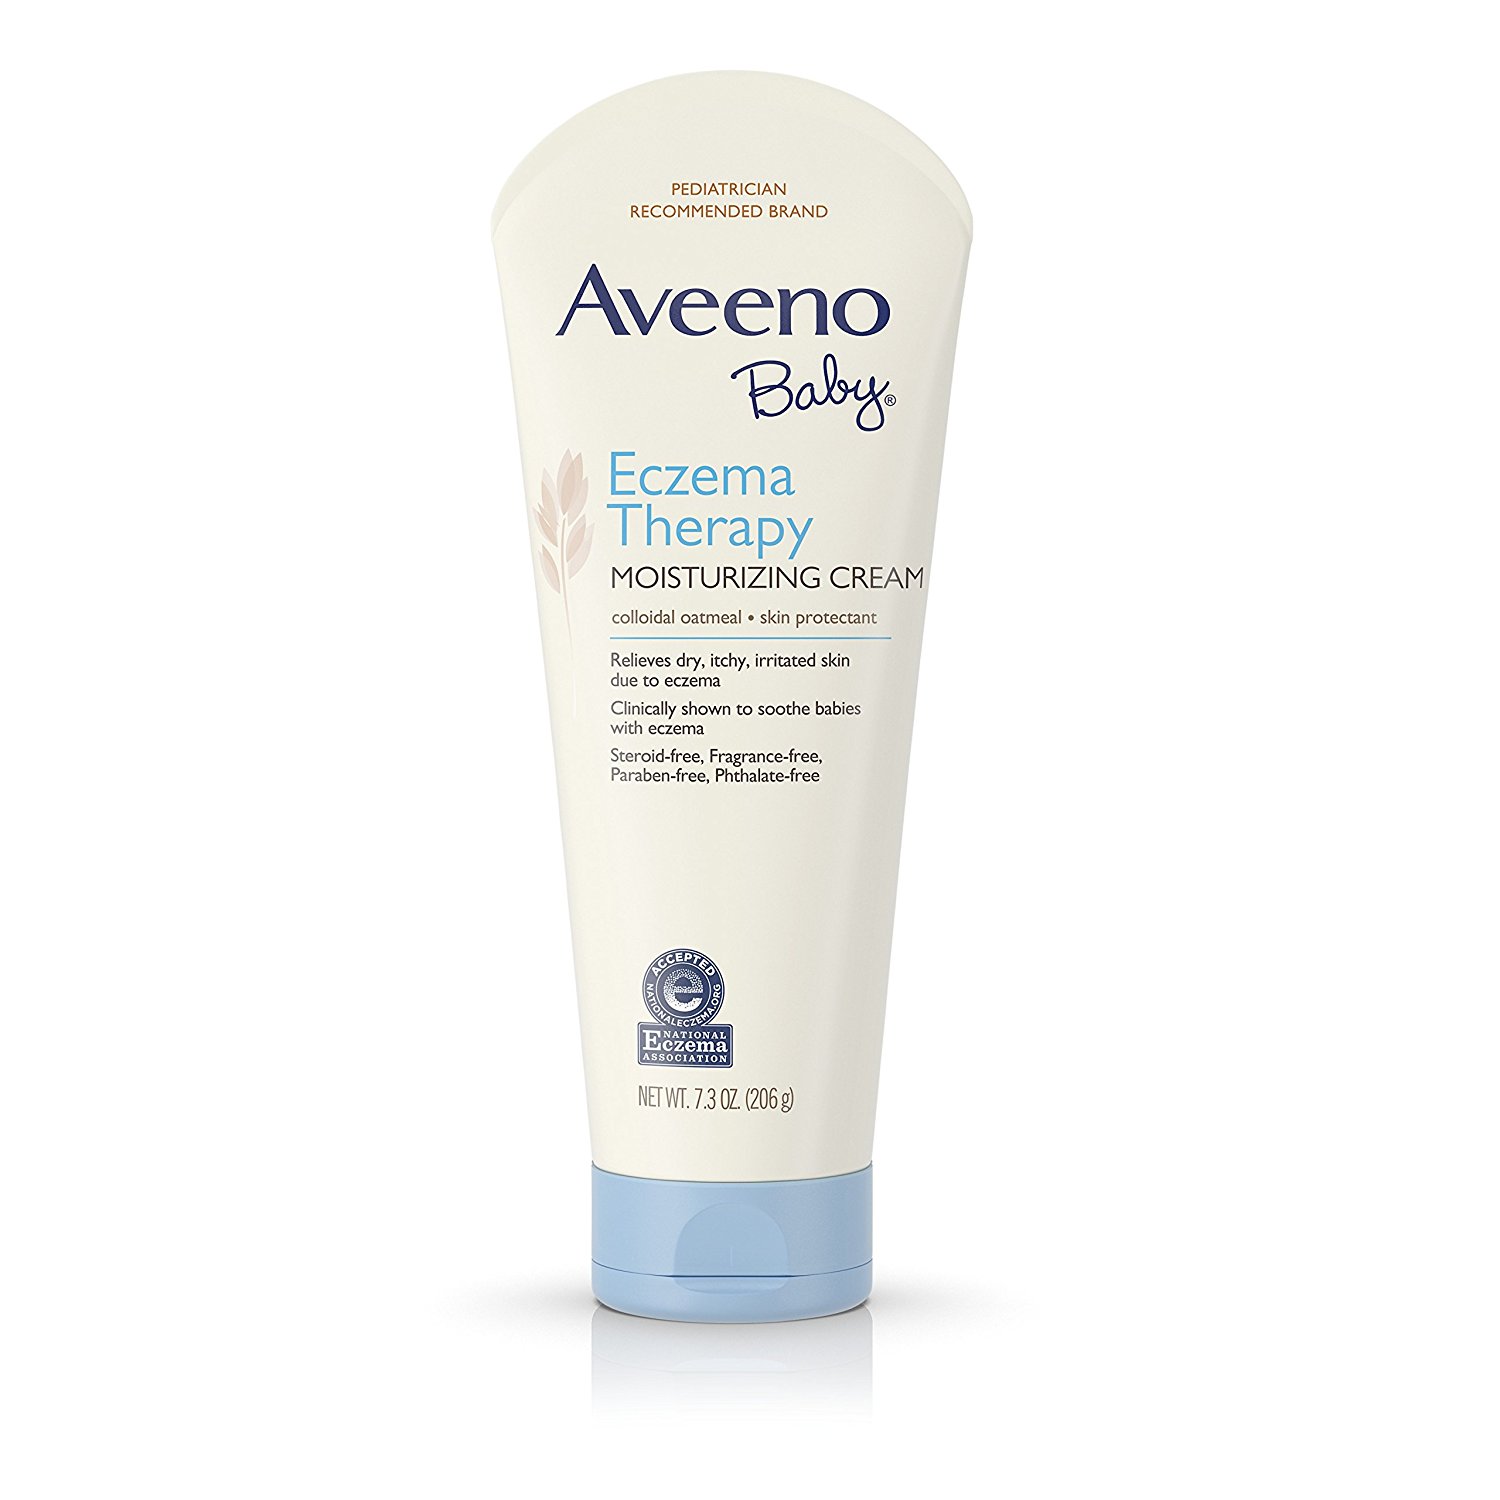 PEDIATRICIAN
RECOMMENDED BRAND
Aveeno
Baby®
Eczema
Therapy
MOISTURIZING CREAM
colloidal oatmeal • skin protectant
Relieves dry, itchy, irritated skin
due to eczema
Clinically shown to soothe babies
with eczema
Steroid-free, Fragrance-free,
Paraben-free, Phthalate-free
ACCEPTED
e
NATIONALECZEMA.ORG
NATIONAL
Eczema
ASSOCIATION
NET WT. 7.3 OZ. (206 g)